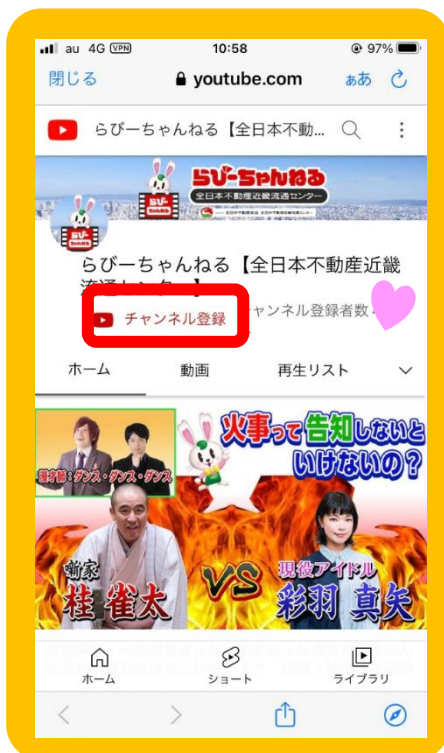 au 4G VPN 10:58 97%
閉じる youtube.com ぁあ
らびーちゃんねる【全日本不動...
らびーちゃんねる
全日本不動産近畿流通センター
らびーちゃんねる【全日本不動産近畿
チャンネル登録
チャンネル登録者数
ホーム 動画 再生リスト
火事って告知しないと
いけないの?
漫才師:ダンス・ダンス・ダンス
噺家
桂 雀太
VS
現役アイドル
彩羽 真矢
ホーム ショート ライブラリ